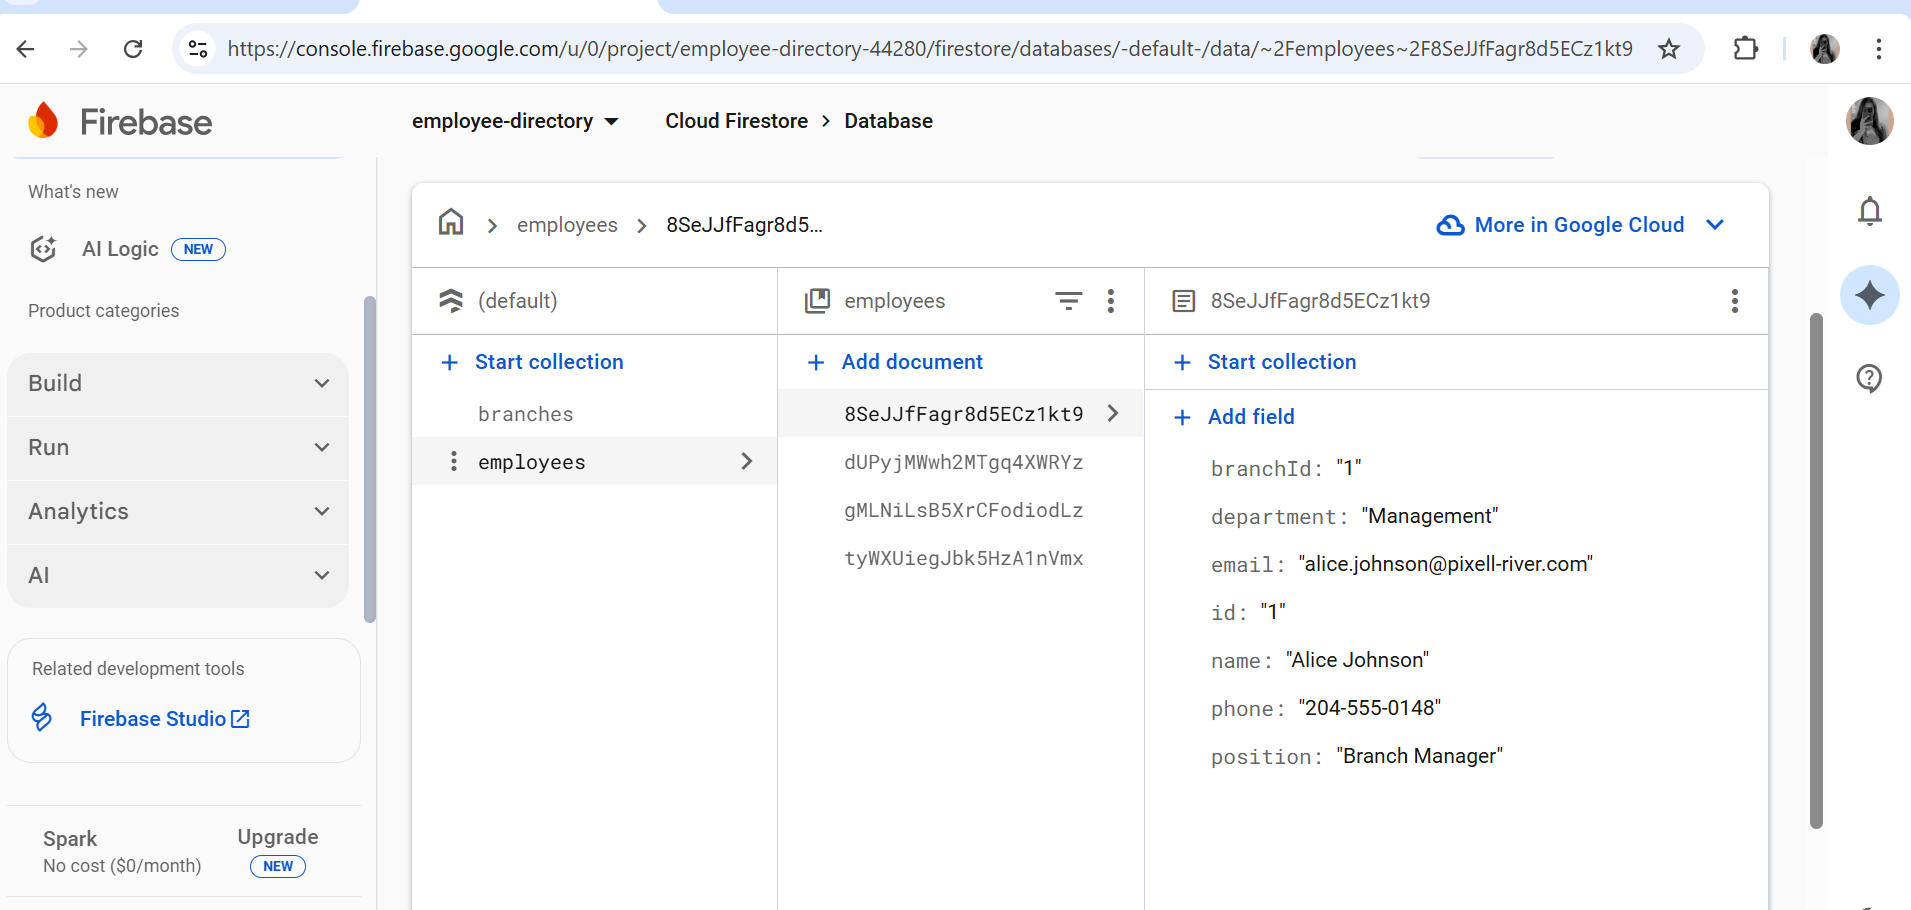 https://console.firebase.google.com/u/0/project/employee-directory-44280/firestore/databases/-default-/data/~2Femployees~2F8SeJJfFagr8d5ECz1kt9
Firebase
employee-directory
Cloud Firestore > Database
What's new
AI Logic NEW
Product categories
Build
Run
Analytics
AI
Related development tools
Firebase Studio
Spark
No cost ($0/month)
Upgrade
NEW
employees > 8SeJJfFagr8d5...
More in Google Cloud
(default)
+ Start collection
branches
employees
employees
+ Add document
8SeJJfFagr8d5ECz1kt9
dUPyjMWwh2MTgq4XWRYz
gMLNiLsB5XrCFodiodLz
tyWXUiegJbk5HzA1nVmx
8SeJJfFagr8d5ECz1kt9
+ Start collection
+ Add field
branchId: "1"
department: "Management"
email: "alice.johnson@pixell-river.com"
id: "1"
name: "Alice Johnson"
phone: "204-555-0148"
position: "Branch Manager"